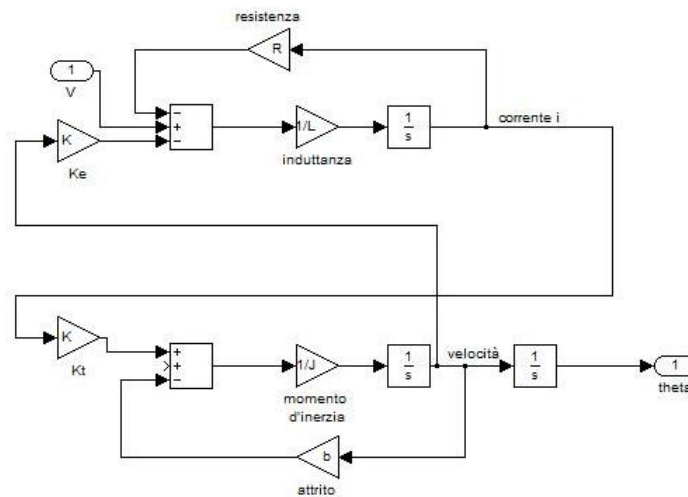 resistenza
R
1
V
−
+
−
1/L
1
s
corrente i
induttanza
K
Ke
K
Kt
+
+
−
1/J
1
s
velocità
1
s
1
theta
momento
d'inerzia
b
attrito